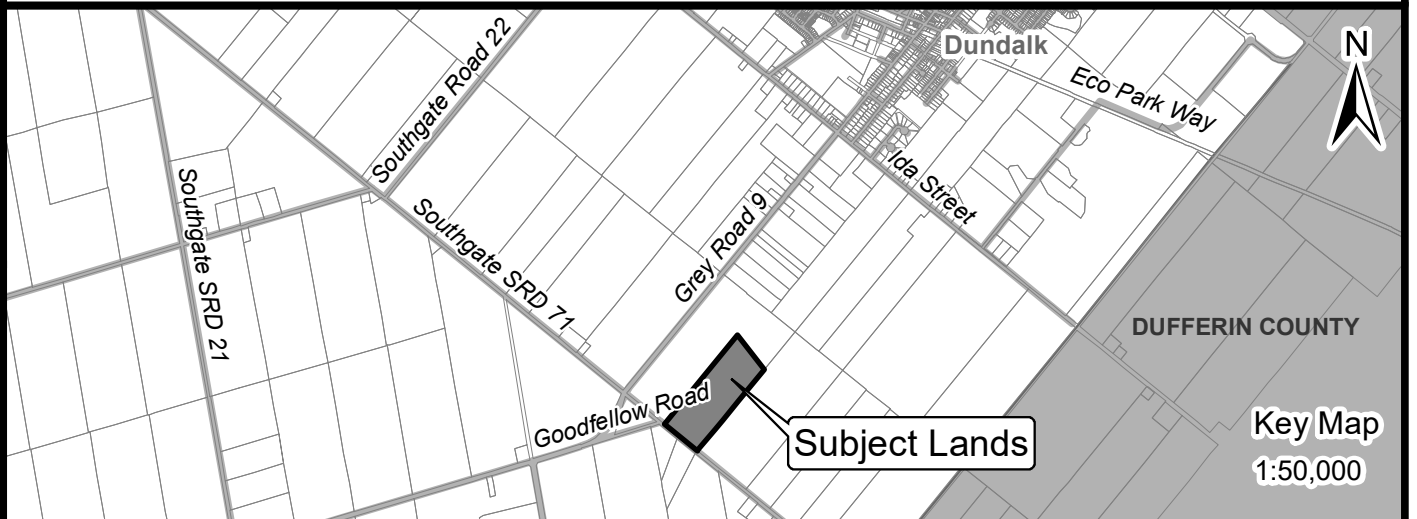 Dundalk
N
Southgate Road 22
Eco Park Way
Ida Street
Southgate SRD 21
Southgate SRD 71
Grey Road 9
DUFFERIN COUNTY
Goodfellow Road
Subject Lands
Key Map
1:50,000